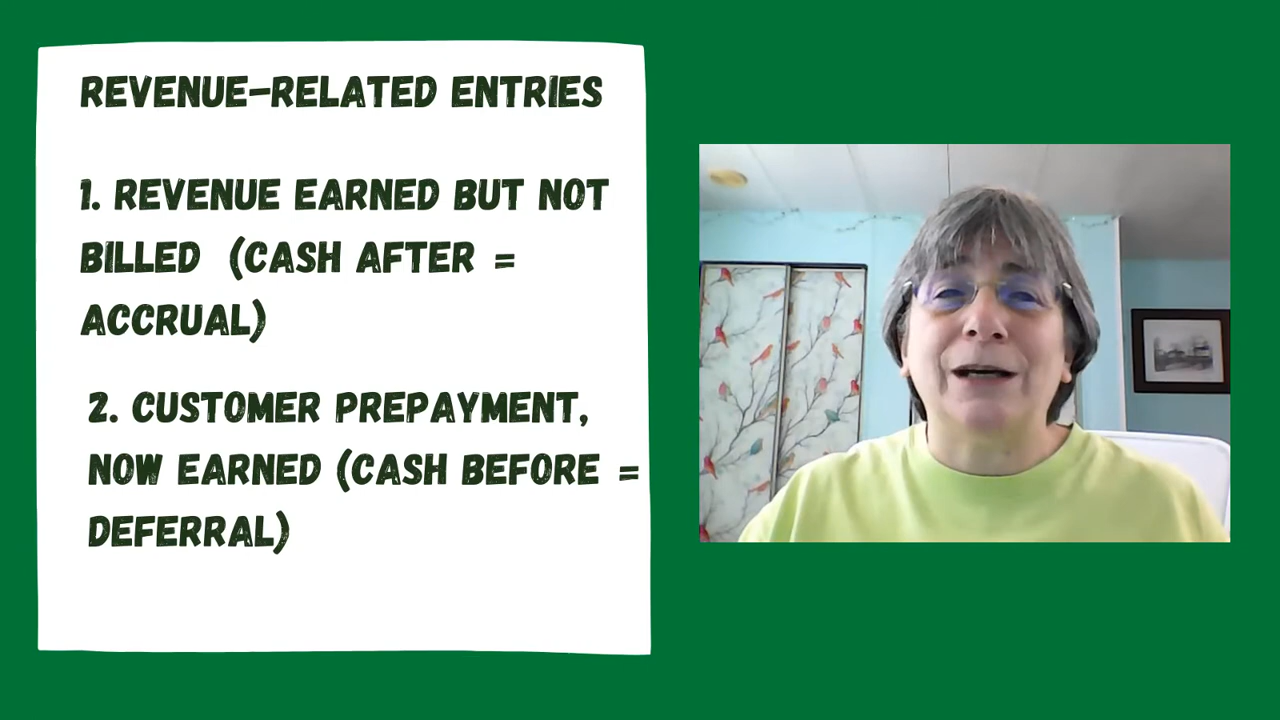 REVENUE-RELATED ENTRIES
1. REVENUE EARNED BUT NOT
BILLED (CASH AFTER =
ACCRUAL)
2. CUSTOMER PREPAYMENT,
NOW EARNED (CASH BEFORE =
DEFERRAL)